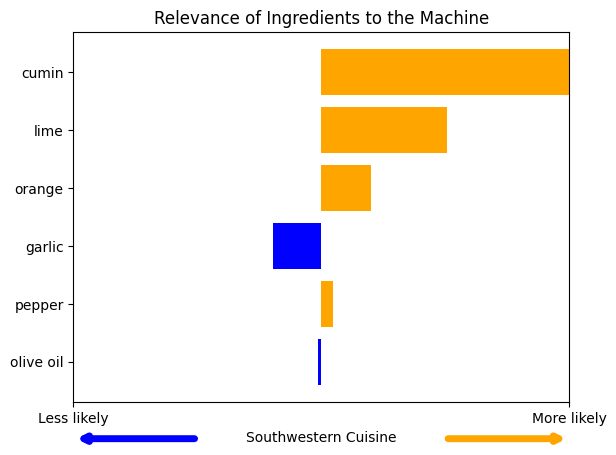 Relevance of Ingredients to the Machine
cumin
lime
orange
garlic
pepper
olive oil
Less likely
More likely
Southwestern Cuisine